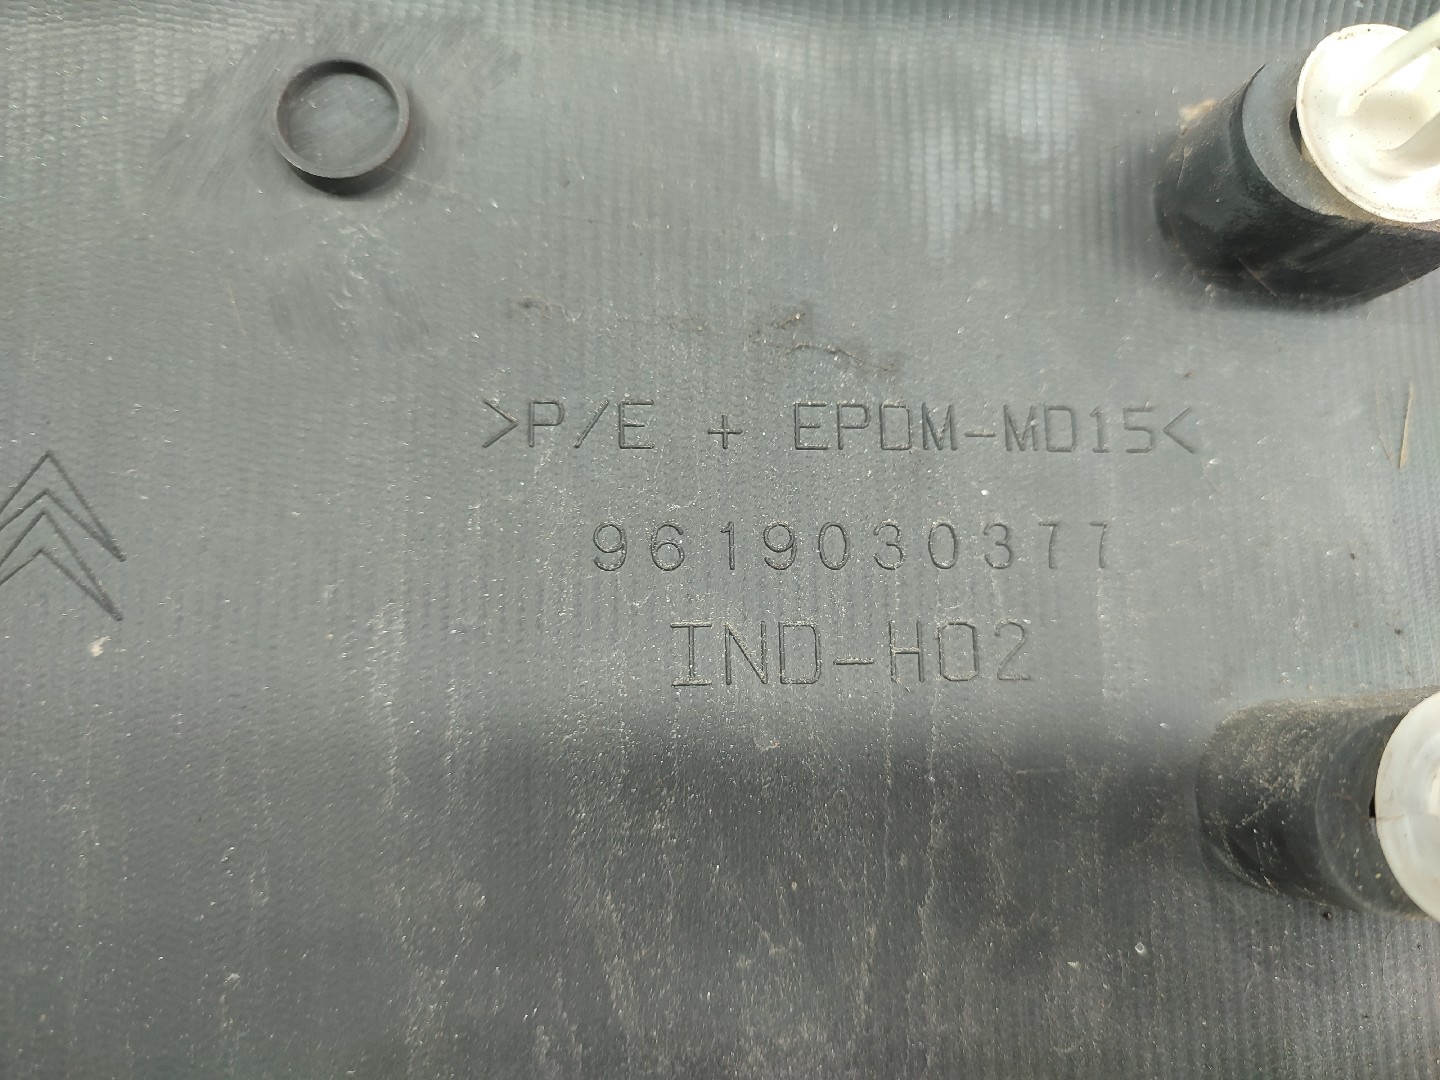 >P/E + EPDM-MD15<
9619030377
IND-H02